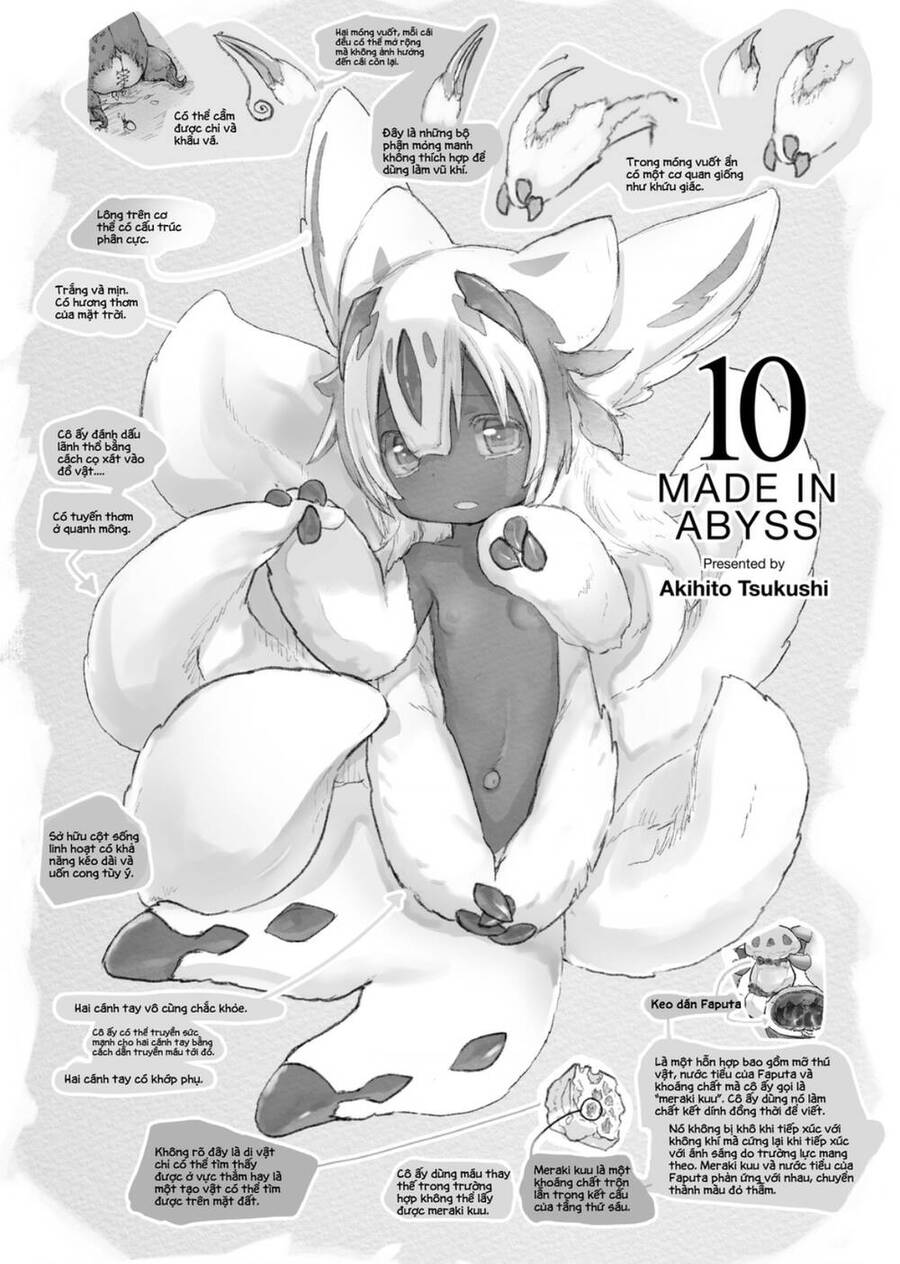 Hai móng vuốt, mỗi cái
đều có thể mở rộng
mà không ảnh hưởng
đến cái còn lại.
Có thể cầm
được chỉ và
khâu vá.
Đây là những bộ
phận mỏng manh
không thích hợp để
dùng làm vũ khí.
Trong móng vuốt ẩn
có một cơ quan giống
như khứu giác.
Lông trên cơ
thể có cấu trúc
phân cực.
Trắng và mịn.
Có hương thơm
của mặt trời.
10
MADE IN
ABYSS
Presented by
Akihito Tsukushi
Cô ấy đánh dấu
lãnh thổ bằng
cách cọ xát vào
đồ vật....
Có tuyến thơm
ở quanh mông.
Sở hữu cột sống
linh hoạt có khả
năng kéo dài và
uốn cong tùy ý.
Hai cánh tay vô cùng chắc khỏe.
Cô ấy có thể truyền sức
mạnh cho hai cánh tay bằng
cách dẫn truyền máu tới đó.
Hai cánh tay có khớp phụ.
Keo dán Faputa
Là một hỗn hợp bao gồm mỡ thú
vật, nước tiểu của Faputa và
khoáng chất mà cô ấy gọi là
"meraki kuu". Cô ấy dùng nó làm
chất kết dính đồng thời để viết.
Nó không bị khô khi tiếp xúc với
không khí mà cứng lại khi tiếp xúc
với ánh sáng do trường lực mang
theo. Meraki kuu và nước tiểu của
Faputa phản ứng với nhau, chuyển
thành màu đỏ thẫm.
Không rõ đây là di vật
chỉ có thể tìm thấy
được ở vực thẳm hay là
một tạo vật có thể tìm
được trên mặt đất.
Cô ấy dùng máu thay
thế trong trường
hợp không thể lấy
được meraki kuu.
Meraki kuu là một
khoáng chất trộn
lẫn trong kết cấu
của tầng thứ sáu.